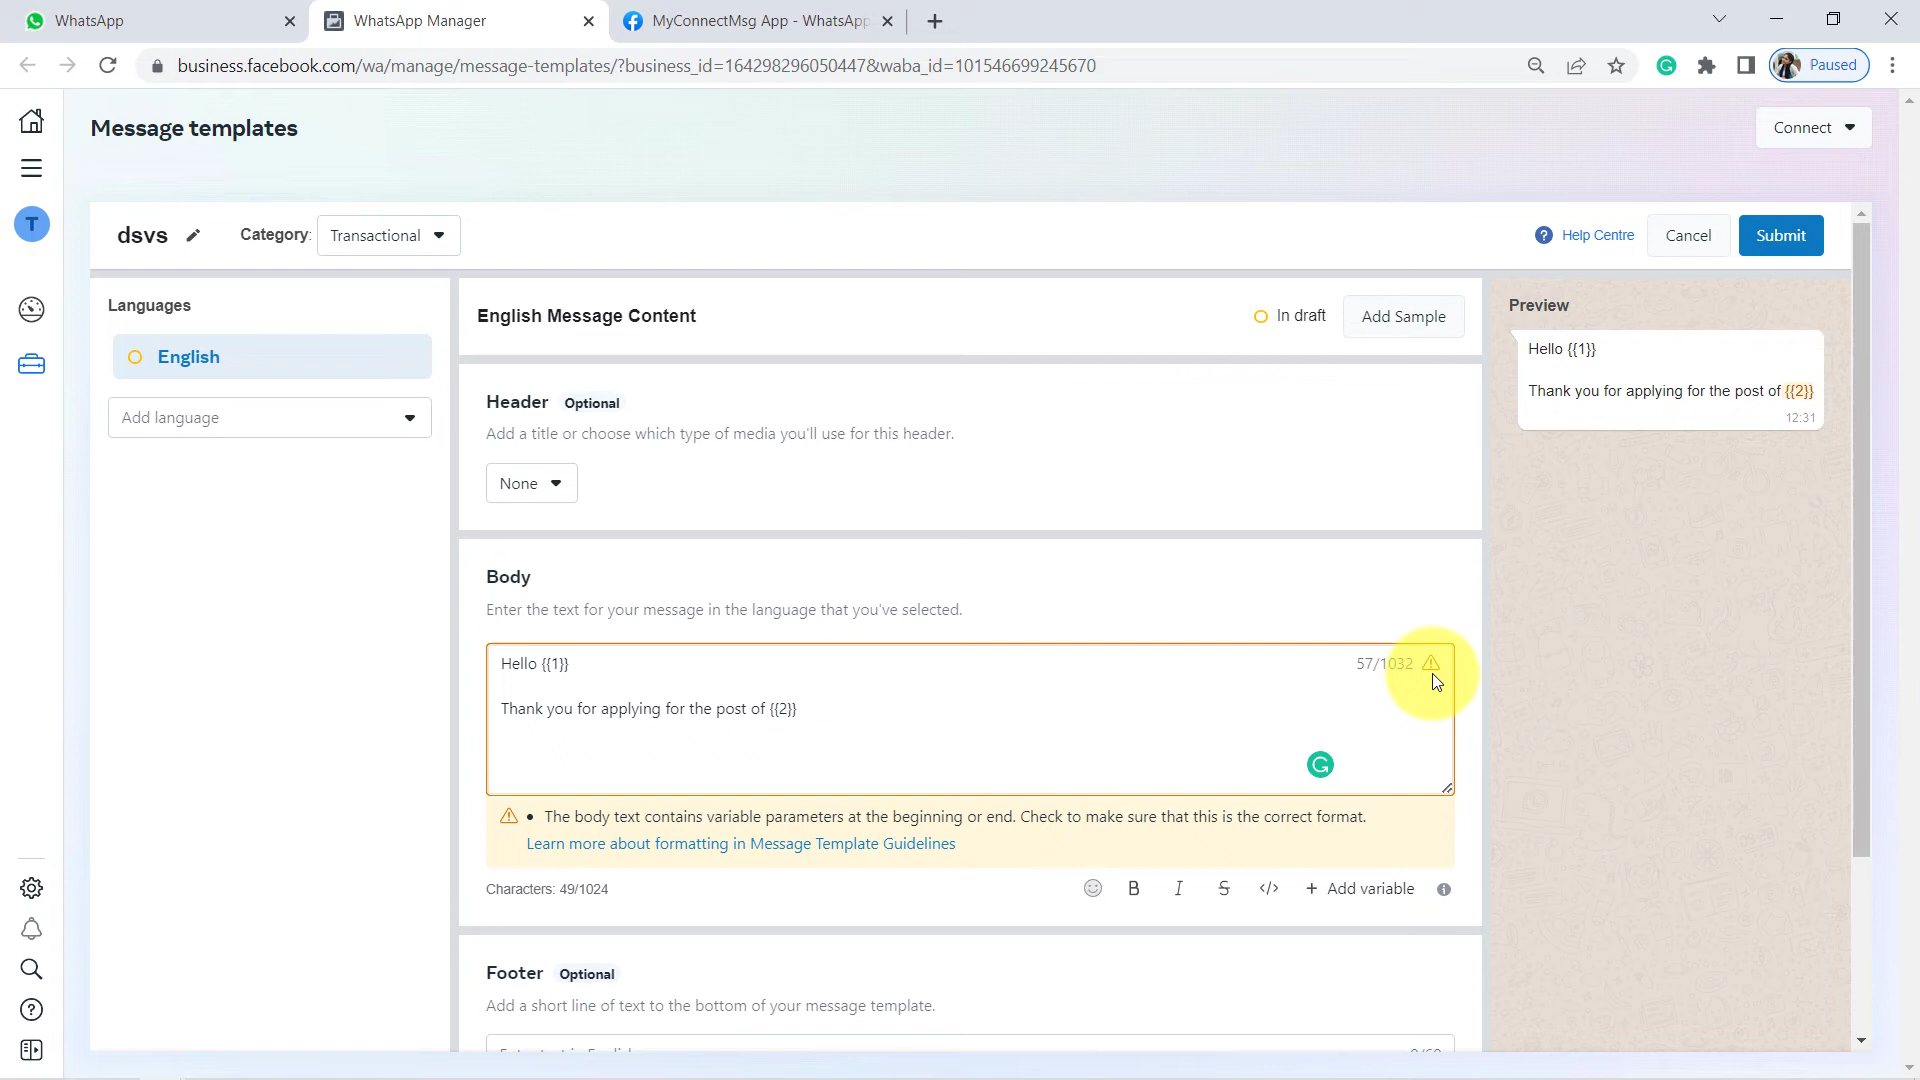 WhatsApp
WhatsApp Manager
MyConnectMsg App - WhatsApp
business.facebook.com/wa/manage/message-templates/?business_id=164298296050447&waba_id=101546699245670
Paused
Message templates
Connect
T
dsvs
Category:
Transactional
Help Centre
Cancel
Submit
Languages
English
Add language
English Message Content
In draft
Add Sample
Header Optional
Add a title or choose which type of media you'll use for this header.
None
Body
Enter the text for your message in the language that you've selected.
Hello {{1}}
57/1032
Thank you for applying for the post of {{2}}
• The body text contains variable parameters at the beginning or end. Check to make sure that this is the correct format.
Learn more about formatting in Message Template Guidelines
Characters: 49/1024
B I S </> + Add variable
Footer Optional
Add a short line of text to the bottom of your message template.
Preview
Hello {{1}}
Thank you for applying for the post of {{2}}
12:31